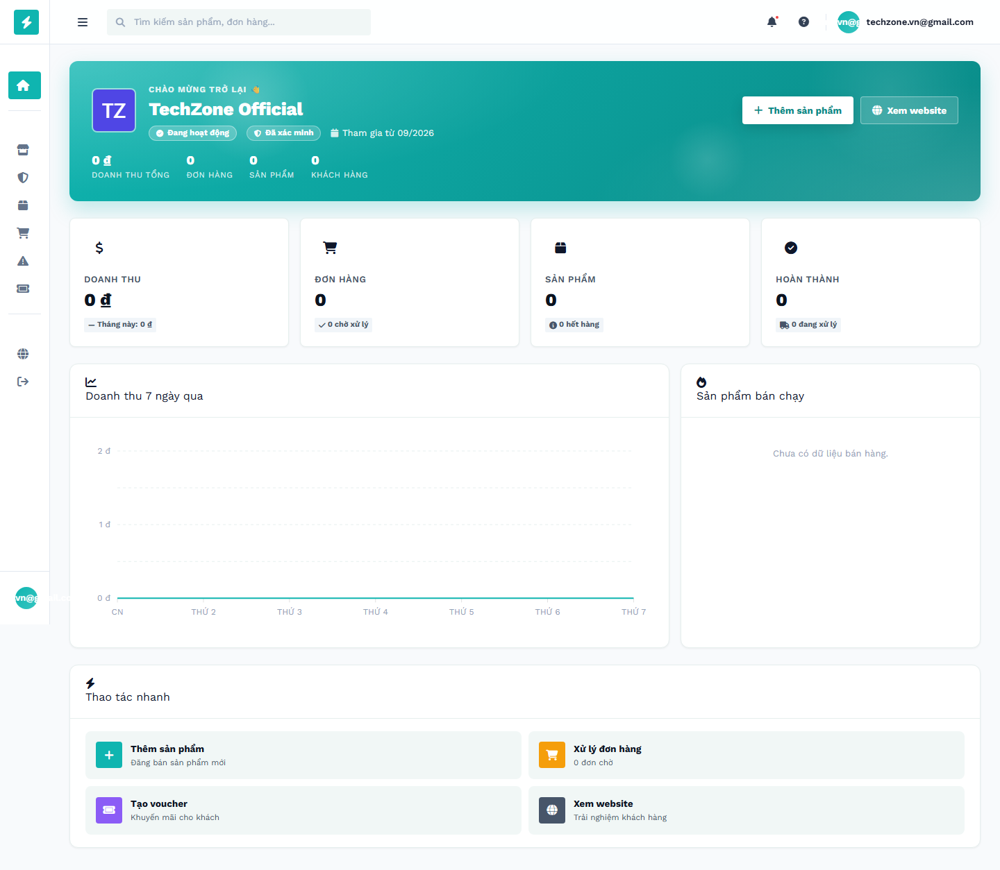 Tìm kiếm sản phẩm, đơn hàng...
vn@g
techzone.vn@gmail.com
TZ
CHÀO MỪNG TRỞ LẠI 👋
TechZone Official
Đang hoạt động
Đã xác minh
Tham gia từ 09/2026
Thêm sản phẩm
Xem website
0 đ
DOANH THU TỔNG
0
ĐƠN HÀNG
0
SẢN PHẨM
0
KHÁCH HÀNG
DOANH THU
0 đ
Tháng này: 0 đ
ĐƠN HÀNG
0
0 chờ xử lý
SẢN PHẨM
0
0 hết hàng
HOÀN THÀNH
0
0 đang xử lý
Doanh thu 7 ngày qua
2 đ
1 đ
0 đ
CN
THỨ 2
THỨ 3
THỨ 4
THỨ 5
THỨ 6
THỨ 7
Sản phẩm bán chạy
Chưa có dữ liệu bán hàng.
vn@gmail.co
Thao tác nhanh
Thêm sản phẩm
Đăng bán sản phẩm mới
Xử lý đơn hàng
0 đơn chờ
Tạo voucher
Khuyến mãi cho khách
Xem website
Trải nghiệm khách hàng